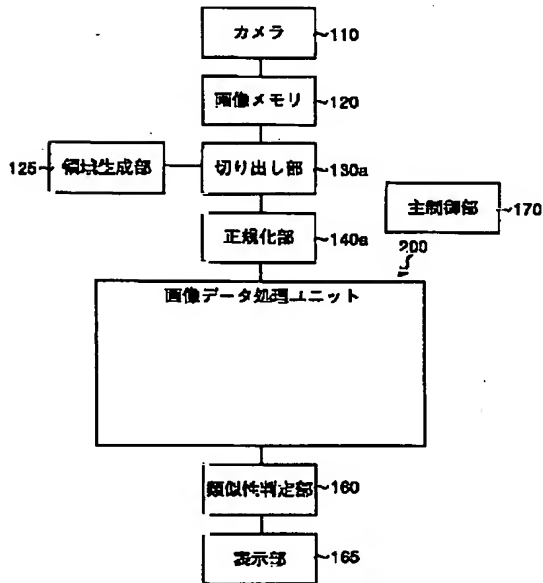 カメラ ~110
画像メモリ ~120
125~ 領域生成部
切り出し部 ~130a
主制御部 ~170
正規化部 ~140a
200
画像データ処理ユニット
類似性判定部 ~160
表示部 ~165